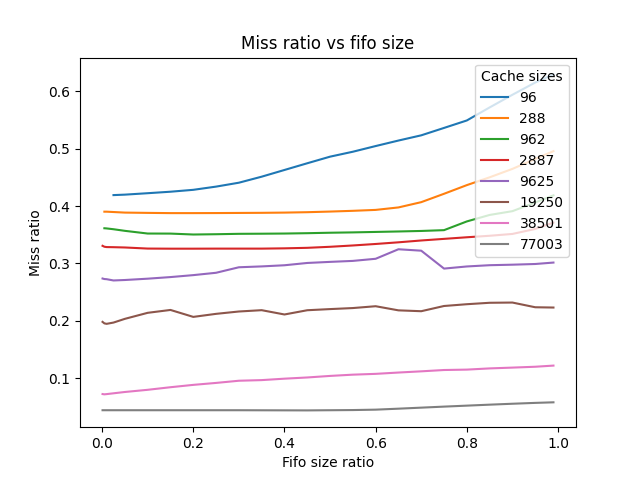 Miss ratio vs fifo size
Miss ratio
0.6
0.5
0.4
0.3
0.2
0.1
Cache sizes
96
288
962
2887
9625
19250
38501
77003
0.0 0.2 0.4 0.6 0.8 1.0
Fifo size ratio